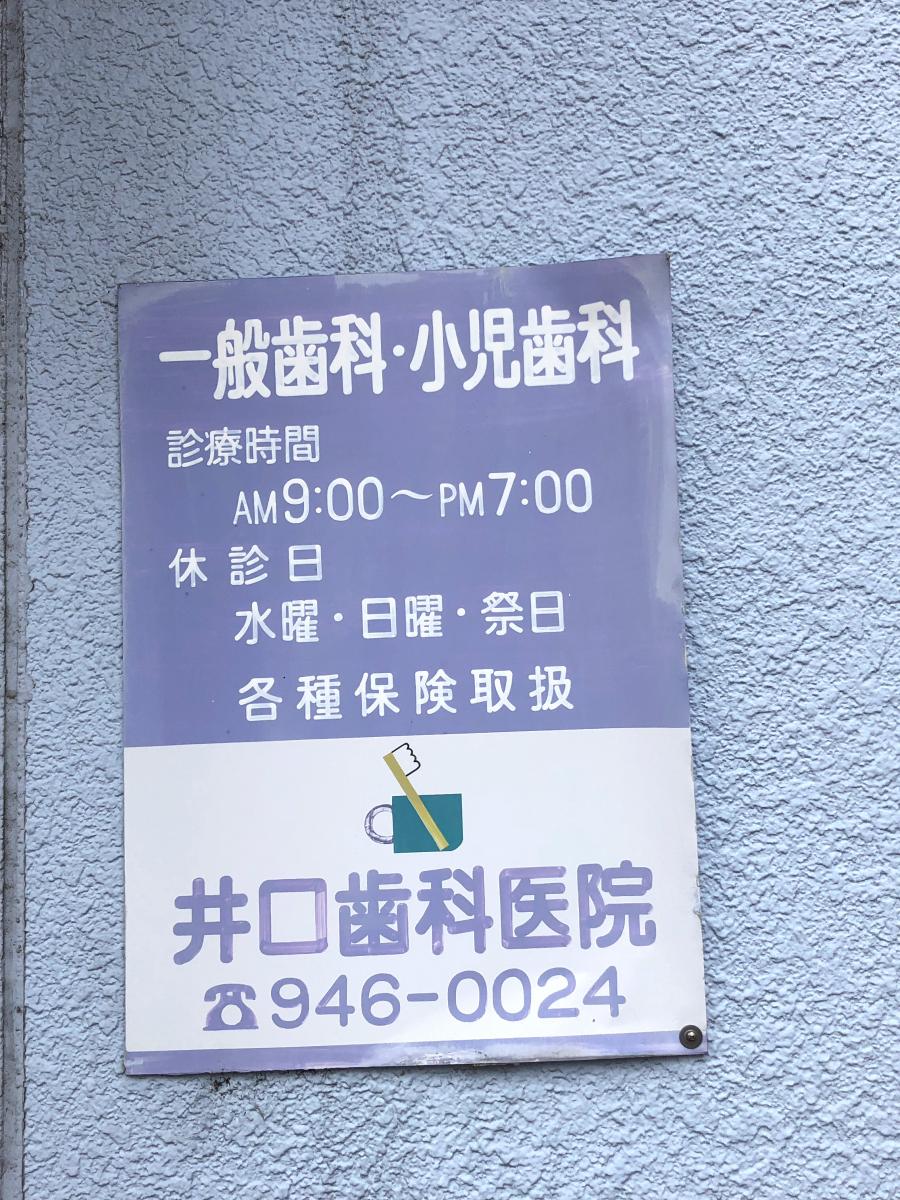 一般歯科・小児歯科
診療時間
AM9:00～PM7:00
休診日
水曜・日曜・祭日
各種保険取扱
井口歯科医院
☎946-0024